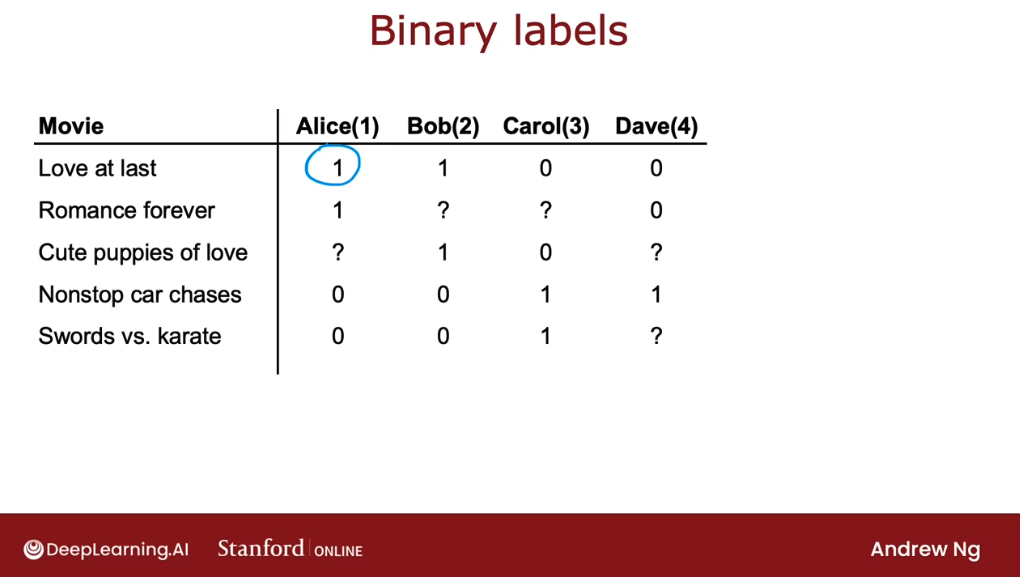 Binary labels
Movie Alice(1) Bob(2) Carol(3) Dave(4)
Love at last 1 1 0 0
Romance forever 1 ? ? 0
Cute puppies of love ? 1 0 ?
Nonstop car chases 0 0 1 1
Swords vs. karate 0 0 1 ?
DeepLearning.AI Stanford ONLINE Andrew Ng